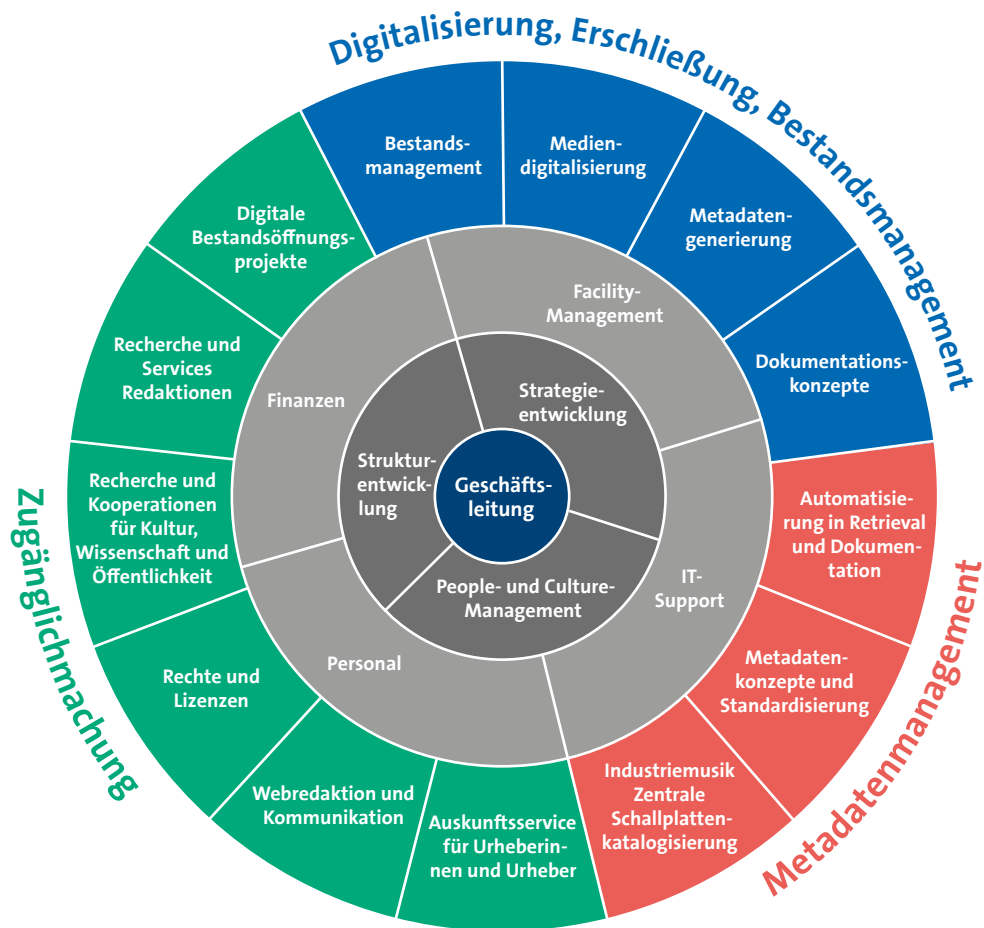 Digitalisierung, Erschließung, Bestandsmanagement
Bestands-
management
Medien-
digitalisierung
Metadaten-
generierung
Dokumentations-
konzepte
Metadatenmanagement
Automatisie-
rung in Retrieval
und Dokumen-
tation
Metadaten-
konzepte und
Standardisierung
Industriemusik
Zentrale
Schallplatten-
katalogisierung
Zugänglichmachung
Auskunftsservice
für Urheberin-
nen und Urheber
Webredaktion und
Kommunikation
Rechte und
Lizenzen
Recherche und
Kooperationen
für Kultur,
Wissenschaft und
Öffentlichkeit
Recherche und
Services
Redaktionen
Digitale
Bestandsöffnungs-
projekte
Facility-
Management
IT-
Support
Personal
Finanzen
Strategie-
entwicklung
People- und Culture-
Management
Struktur-
entwick-
lung
Geschäfts-
leitung